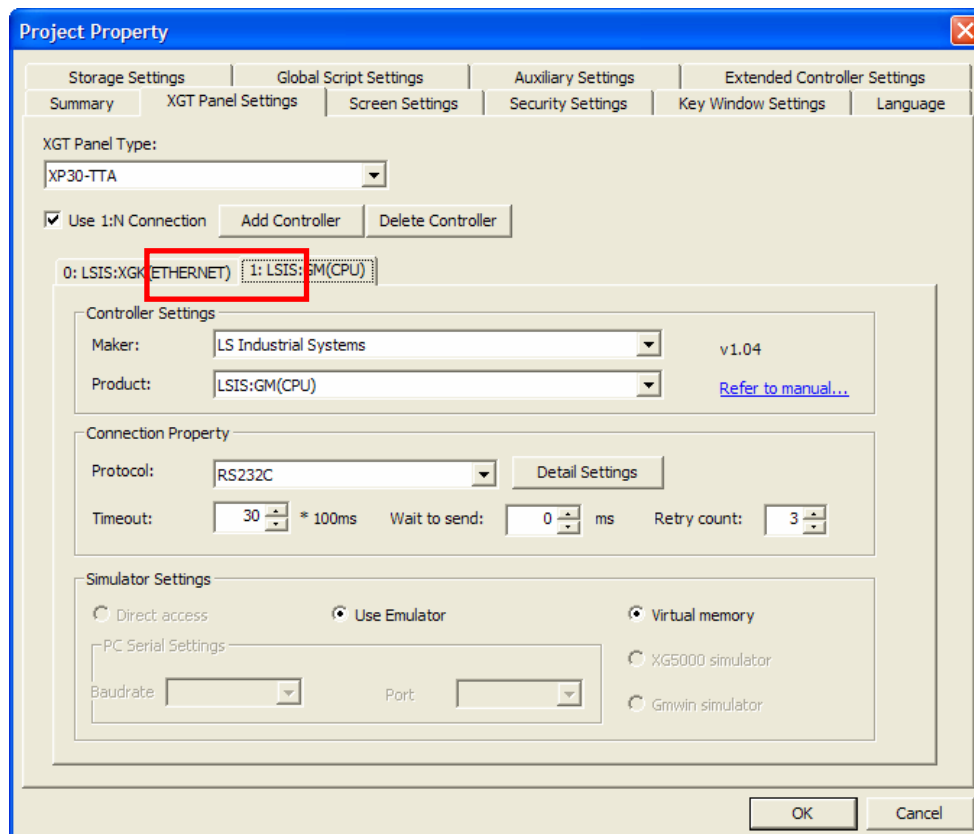 Project Property
Storage Settings Global Script Settings Auxiliary Settings Extended Controller Settings
Summary XGT Panel Settings Screen Settings Security Settings Key Window Settings Language
XGT Panel Type:
XP30-TTA
Use 1:N Connection Add Controller Delete Controller
0: LSIS:XGK(ETHERNET) 1: LSIS:GM(CPU)
Controller Settings
Maker: LS Industrial Systems v1.04
Product: LSIS:GM(CPU) Refer to manual...
Connection Property
Protocol: RS232C Detail Settings
Timeout: 30 * 100ms Wait to send: 0 ms Retry count: 3
Simulator Settings
Direct access Use Emulator Virtual memory
PC Serial Settings
XG5000 simulator
Baudrate Port
Gmwin simulator
OK Cancel